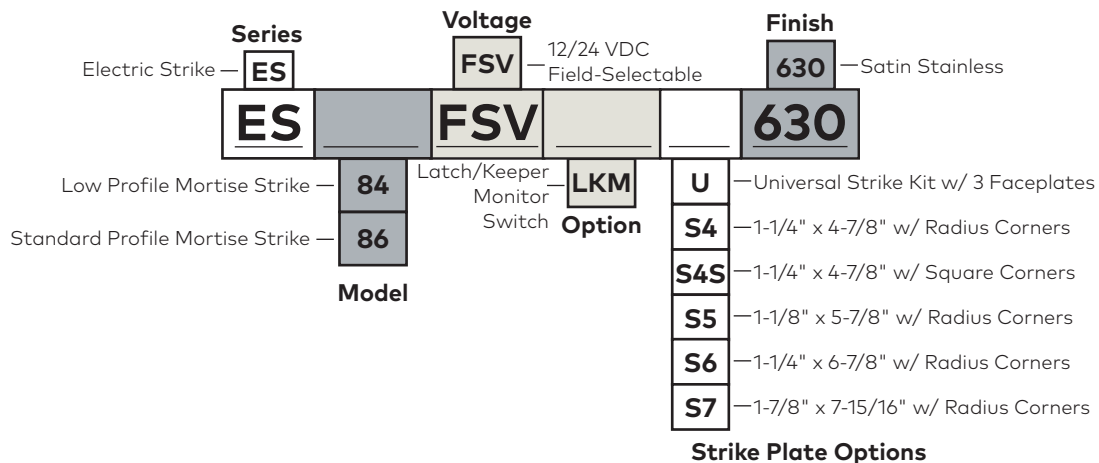 Series
Electric Strike
ES
Voltage
FSV
12/24 VDC
Field-Selectable
Finish
630
Satin Stainless
ES FSV 630
Low Profile Mortise Strike
84
Standard Profile Mortise Strike
86
Model
Latch/Keeper
Monitor
Switch
LKM
Option
U
Universal Strike Kit w/ 3 Faceplates
S4
1-1/4" x 4-7/8" w/ Radius Corners
S4S
1-1/4" x 4-7/8" w/ Square Corners
S5
1-1/8" x 5-7/8" w/ Radius Corners
S6
1-1/4" x 6-7/8" w/ Radius Corners
S7
1-7/8" x 7-15/16" w/ Radius Corners
Strike Plate Options